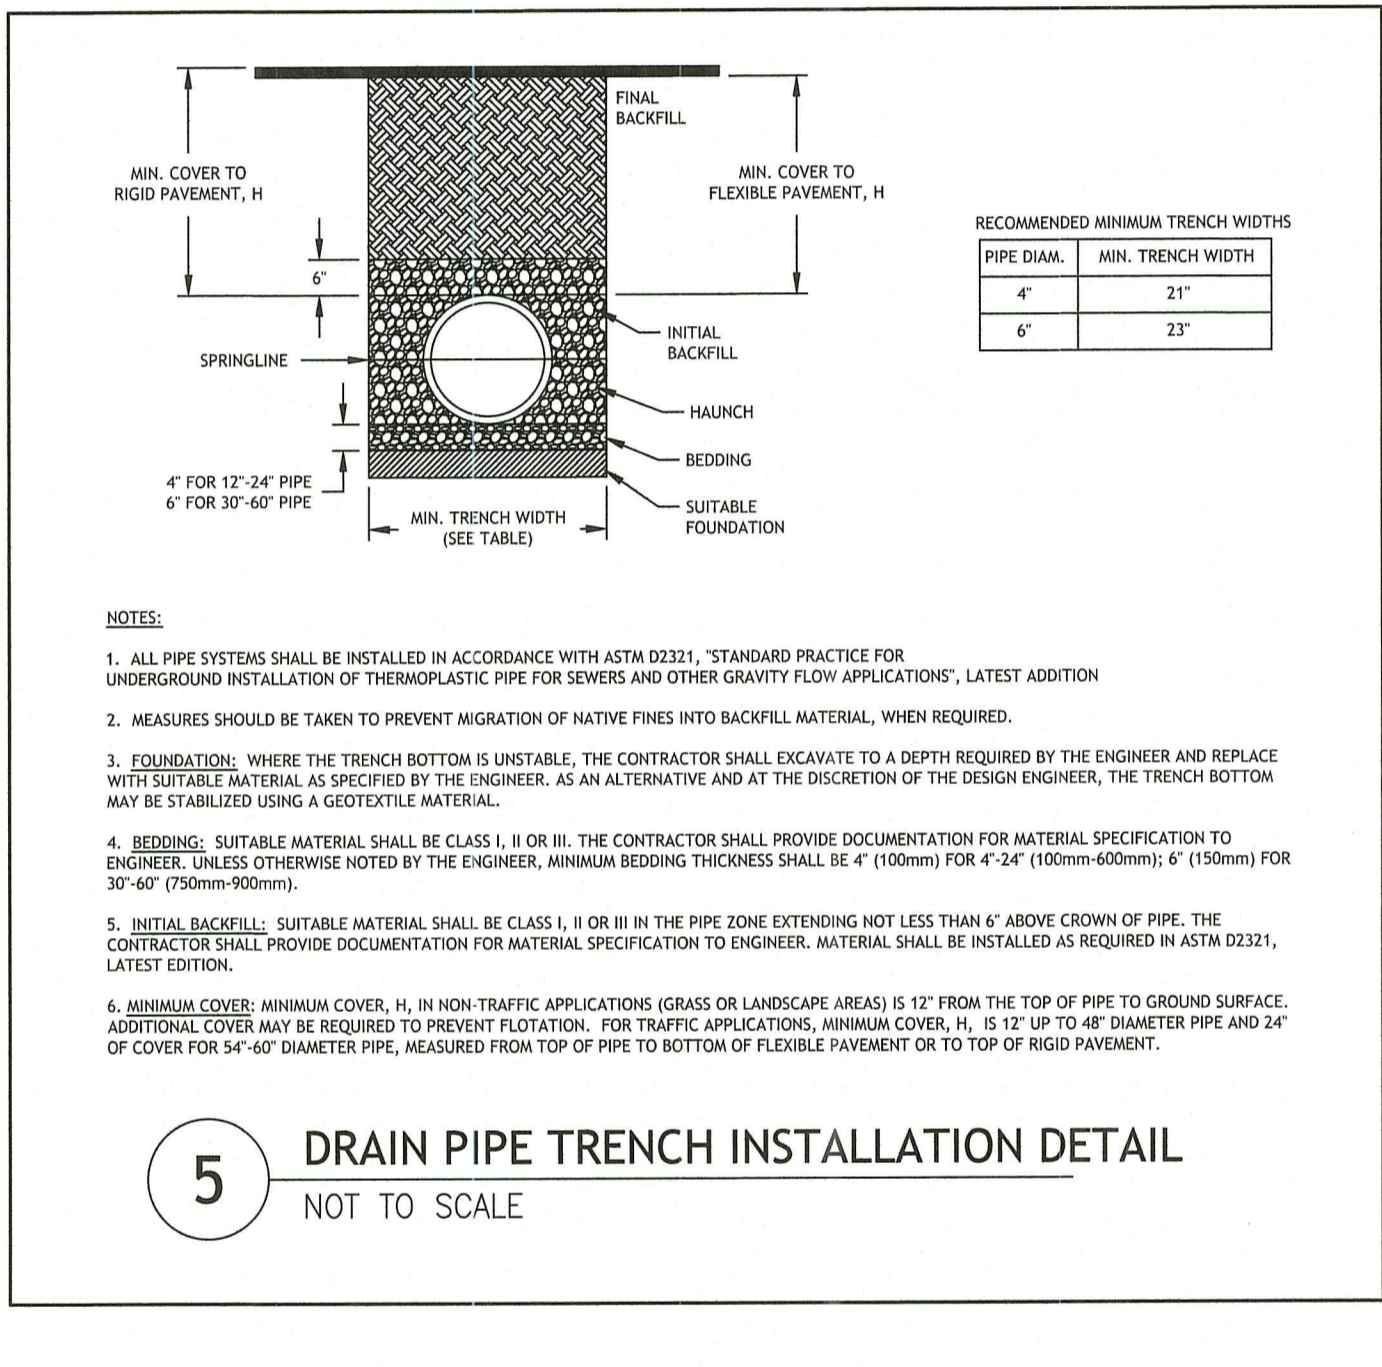 FINAL
BACKFILL
MIN. COVER TO
RIGID PAVEMENT, H
MIN. COVER TO
FLEXIBLE PAVEMENT, H
6"
INITIAL
BACKFILL
SPRINGLINE
HAUNCH
BEDDING
4" FOR 12"-24" PIPE
6" FOR 30"-60" PIPE
SUITABLE
FOUNDATION
MIN. TRENCH WIDTH
(SEE TABLE)
RECOMMENDED MINIMUM TRENCH WIDTHS
PIPE DIAM. MIN. TRENCH WIDTH
4" 21"
6" 23"
NOTES:
1. ALL PIPE SYSTEMS SHALL BE INSTALLED IN ACCORDANCE WITH ASTM D2321, "STANDARD PRACTICE FOR
UNDERGROUND INSTALLATION OF THERMOPLASTIC PIPE FOR SEWERS AND OTHER GRAVITY FLOW APPLICATIONS", LATEST ADDITION
2. MEASURES SHOULD BE TAKEN TO PREVENT MIGRATION OF NATIVE FINES INTO BACKFILL MATERIAL, WHEN REQUIRED.
3. FOUNDATION: WHERE THE TRENCH BOTTOM IS UNSTABLE, THE CONTRACTOR SHALL EXCAVATE TO A DEPTH REQUIRED BY THE ENGINEER AND REPLACE
WITH SUITABLE MATERIAL AS SPECIFIED BY THE ENGINEER. AS AN ALTERNATIVE AND AT THE DISCRETION OF THE DESIGN ENGINEER, THE TRENCH BOTTOM
MAY BE STABILIZED USING A GEOTEXTILE MATERIAL.
4. BEDDING: SUITABLE MATERIAL SHALL BE CLASS I, II OR III. THE CONTRACTOR SHALL PROVIDE DOCUMENTATION FOR MATERIAL SPECIFICATION TO
ENGINEER. UNLESS OTHERWISE NOTED BY THE ENGINEER, MINIMUM BEDDING THICKNESS SHALL BE 4" (100mm) FOR 4"-24" (100mm-600mm); 6" (150mm) FOR
30"-60" (750mm-900mm).
5. INITIAL BACKFILL: SUITABLE MATERIAL SHALL BE CLASS I, II OR III IN THE PIPE ZONE EXTENDING NOT LESS THAN 6" ABOVE CROWN OF PIPE. THE
CONTRACTOR SHALL PROVIDE DOCUMENTATION FOR MATERIAL SPECIFICATION TO ENGINEER. MATERIAL SHALL BE INSTALLED AS REQUIRED IN ASTM D2321,
LATEST EDITION.
6. MINIMUM COVER: MINIMUM COVER, H, IN NON-TRAFFIC APPLICATIONS (GRASS OR LANDSCAPE AREAS) IS 12" FROM THE TOP OF PIPE TO GROUND SURFACE.
ADDITIONAL COVER MAY BE REQUIRED TO PREVENT FLOTATION. FOR TRAFFIC APPLICATIONS, MINIMUM COVER, H, IS 12" UP TO 48" DIAMETER PIPE AND 24"
OF COVER FOR 54"-60" DIAMETER PIPE, MEASURED FROM TOP OF PIPE TO BOTTOM OF FLEXIBLE PAVEMENT OR TO TOP OF RIGID PAVEMENT.
5 DRAIN PIPE TRENCH INSTALLATION DETAIL
NOT TO SCALE